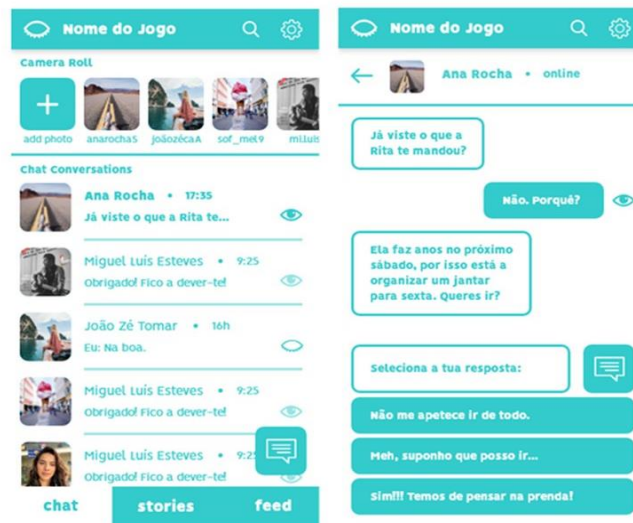 Nome do Jogo
Camera Roll
add photo
anarochaS
joãozécaA
sof_mel9
mi.luis
Chat Conversations
Ana Rocha • 17:35
Já viste o que a Rita te...
Miguel Luís Esteves • 9:25
Obrigado! Fico a dever-te!
João Zé Tomar • 16h
Eu: Na boa.
Miguel Luís Esteves • 9:25
Obrigado! Fico a dever-te!
Miguel Luís Esteves • 9:2
Obrigado! Fico a dever-te!
chat
stories
feed
Nome do Jogo
Ana Rocha • online
Já viste o que a
Rita te mandou?
Não. Porquê?
Ela faz anos no próximo
sábado, por isso está a
organizar um jantar
para sexta. Queres ir?
Seleciona a tua resposta:
Não me apetece ir de todo.
Meh, suponho que posso ir...
Sim!!! Temos de pensar na prenda!